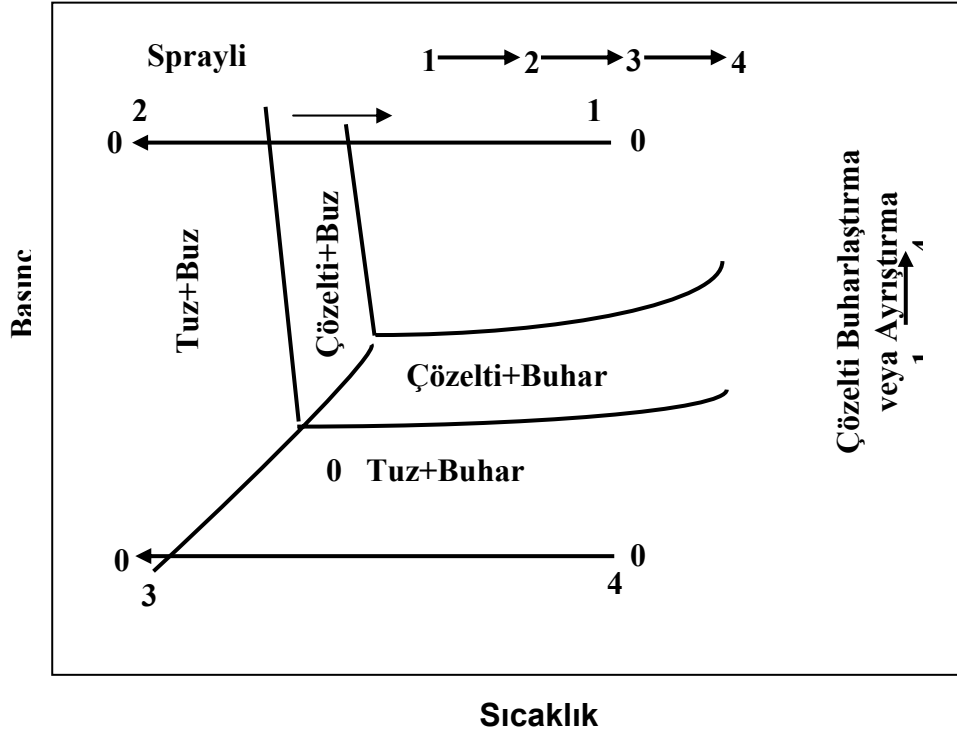 Sprayli
1 2 3 4
2 1
0 0
Tuz+Buz
Çözelti+Buz
Çözelti+Buhar
0 Tuz+Buhar
0 0
3 4
Çözelti Buharlaştırma
veya Ayrıştırma
Basınç
Sıcaklık